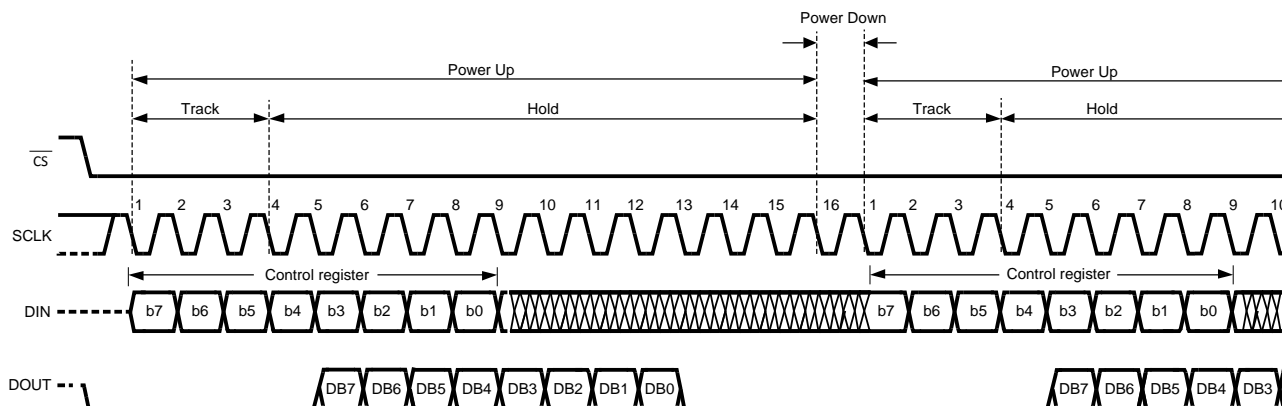 Power Down
Power Up Power Up
Track Hold Track Hold
CS
1 2 3 4 5 6 7 8 9 10 11 12 13 14 15 16 1 2 3 4 5 6 7 8 9 10
SCLK
Control register Control register
DIN b7 b6 b5 b4 b3 b2 b1 b0 b7 b6 b5 b4 b3 b2 b1 b0
DOUT DB7 DB6 DB5 DB4 DB3 DB2 DB1 DB0 DB7 DB6 DB5 DB4 DB3